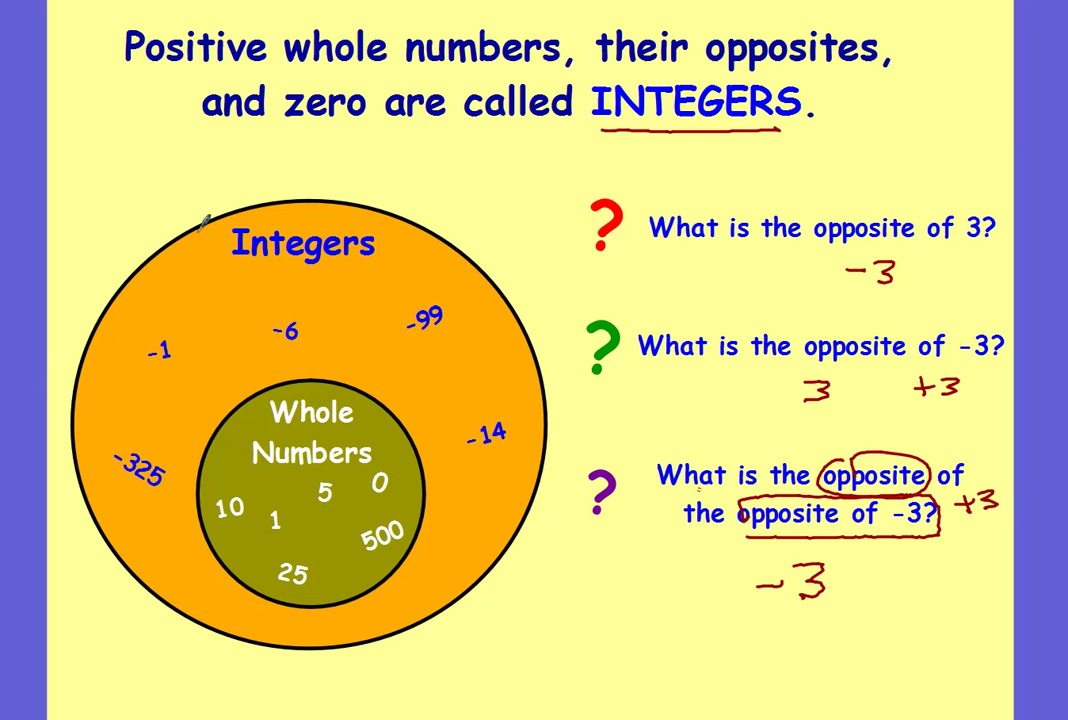 Positive whole numbers, their opposites,
and zero are called INTEGERS.
Integers
-1
-6
-99
-325
-14
Whole
Numbers
10
1
5
0
500
25
?
What is the opposite of 3?
-3
?
What is the opposite of -3?
3 +3
?
What is the opposite of
the opposite of -3? +3
-3